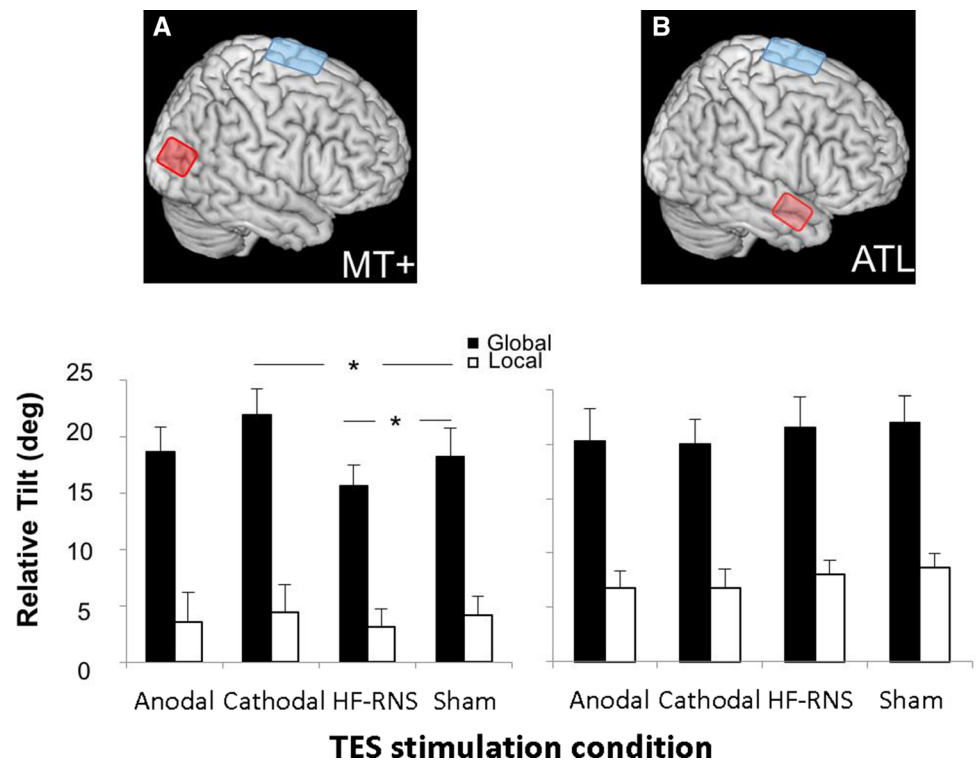 A
B
MT+
ATL
Global
Local
*
*
25
20
15
10
5
0
Relative Tilt (deg)
Anodal Cathodal HF-RNS Sham
Anodal Cathodal HF-RNS Sham
TES stimulation condition